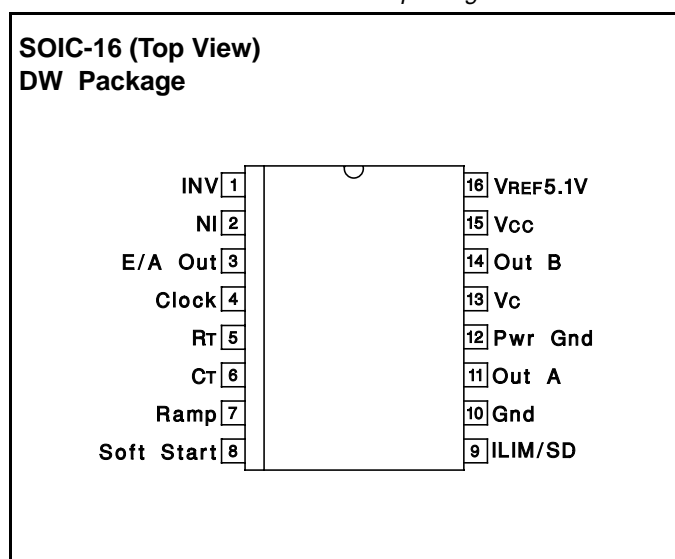 SOIC-16 (Top View)
DW Package
INV 1
NI 2
E/A Out 3
Clock 4
RT 5
CT 6
Ramp 7
Soft Start 8
16 VREF5.1V
15 VCC
14 Out B
13 VC
12 Pwr Gnd
11 Out A
10 Gnd
9 ILIM/SD